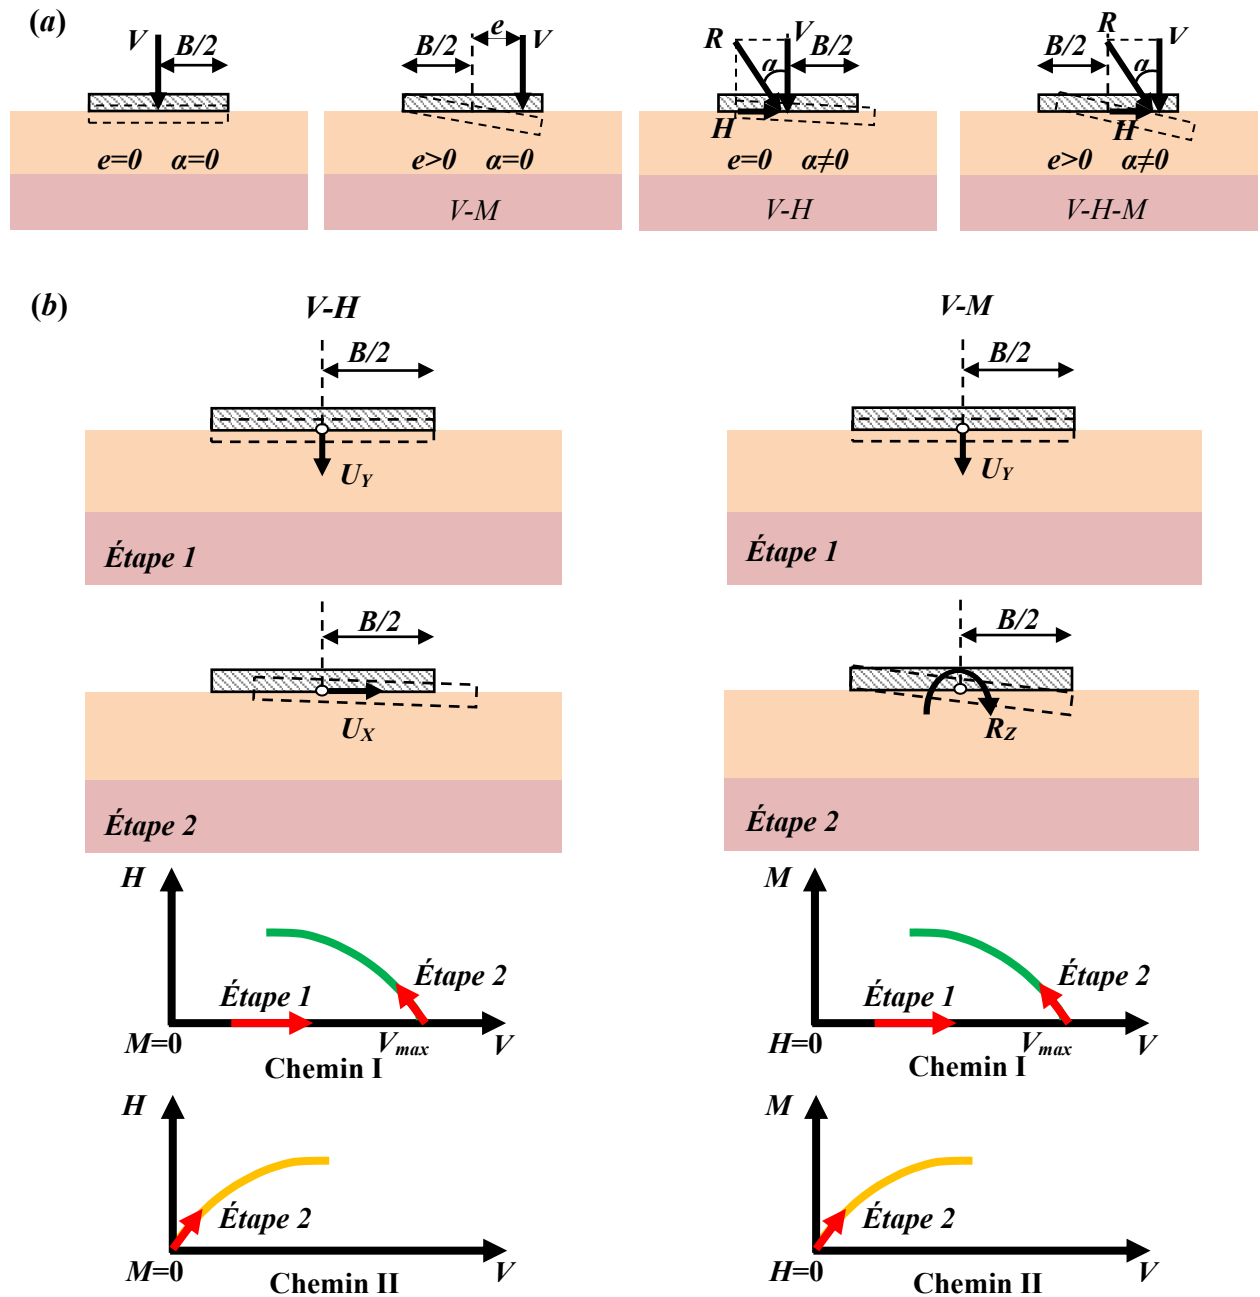 (a)
V B/2
e=0 α=0
B/2 e V
e>0 α=0
V-M
R V α B/2
H
e=0 α≠0
V-H
B/2 R V α
H
e>0 α≠0
V-H-M
(b)
V-H
B/2
U_Y
Étape 1
B/2
U_X
Étape 2
H
Étape 1 Étape 2
M=0 V_max V
Chemin I
H
Étape 2
M=0 Chemin II V
V-M
B/2
U_Y
Étape 1
B/2
R_Z
Étape 2
M
Étape 1 Étape 2
H=0 V_max V
Chemin I
M
Étape 2
H=0 Chemin II V